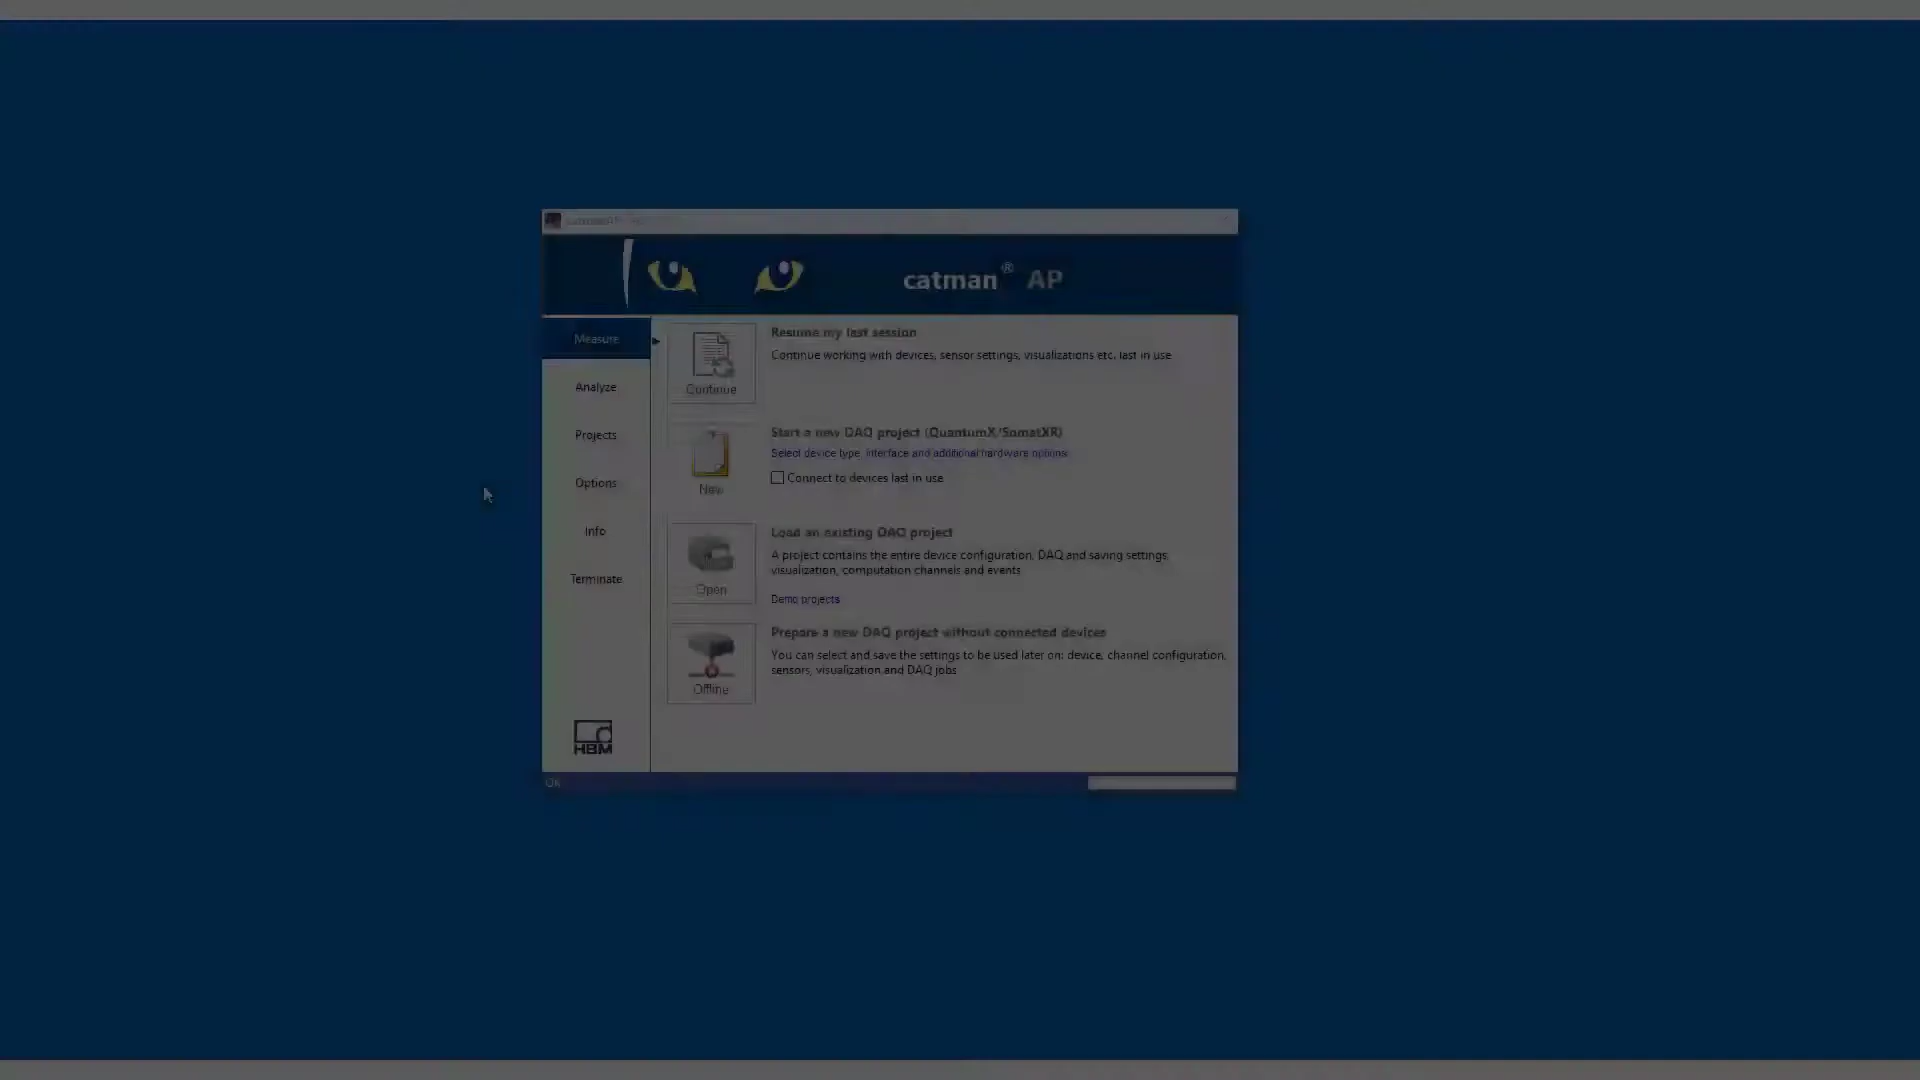 catman® AP
Measure
Analyze
Projects
Options
Info
Terminate
HBM
Resume my last session
Continue working with devices, sensor settings, visualizations etc. last in use
Continue
Start a new DAQ project (QuantumX/SomatXR)
Select device type, interface and additional hardware options
Connect to devices last in use
New
Load an existing DAQ project
A project contains the entire device configuration, DAQ and saving settings,
visualization, computation channels and events
Open
Demo projects
Prepare a new DAQ project without connected devices
You can select and save the settings to be used later on: device, channel configuration,
sensors, visualization and DAQ jobs
Offline
OK